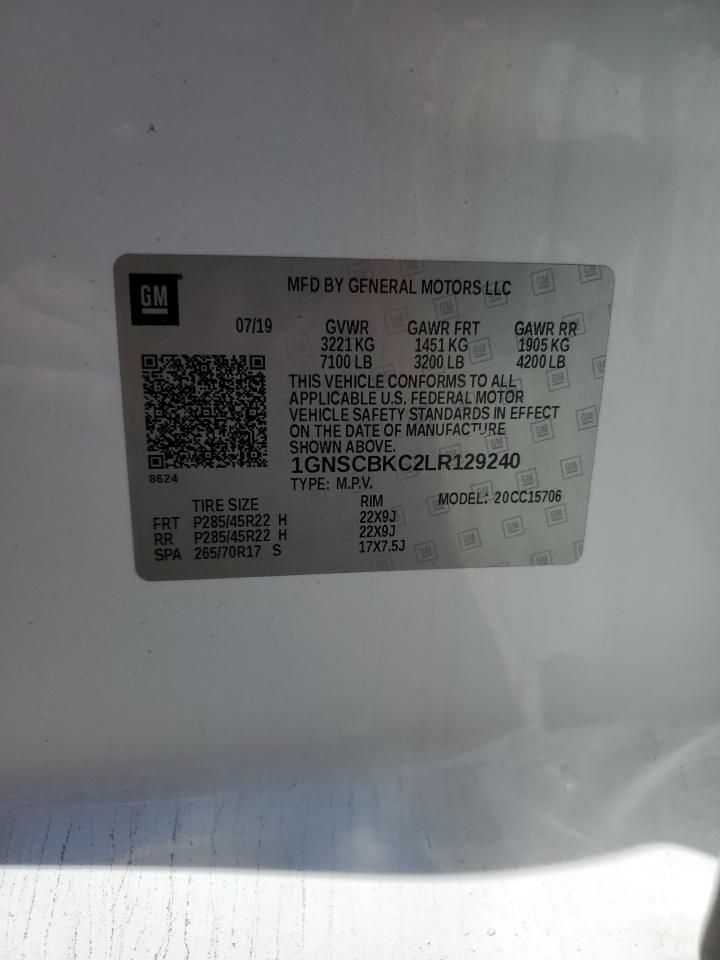 GM
MFD BY GENERAL MOTORS LLC
07/19 GVWR GAWR FRT GAWR RR
3221 KG 1451 KG 1905 KG
7100 LB 3200 LB 4200 LB
THIS VEHICLE CONFORMS TO ALL
APPLICABLE U.S. FEDERAL MOTOR
VEHICLE SAFETY STANDARDS IN EFFECT
ON THE DATE OF MANUFACTURE
SHOWN ABOVE.
8624
1GNSCBKC2LR129240
TYPE: M.P.V. MODEL: 20CC15706
TIRE SIZE RIM
FRT P285/45R22 H 22X9J
RR P285/45R22 H 22X9J
SPA 265/70R17 S 17X7.5J